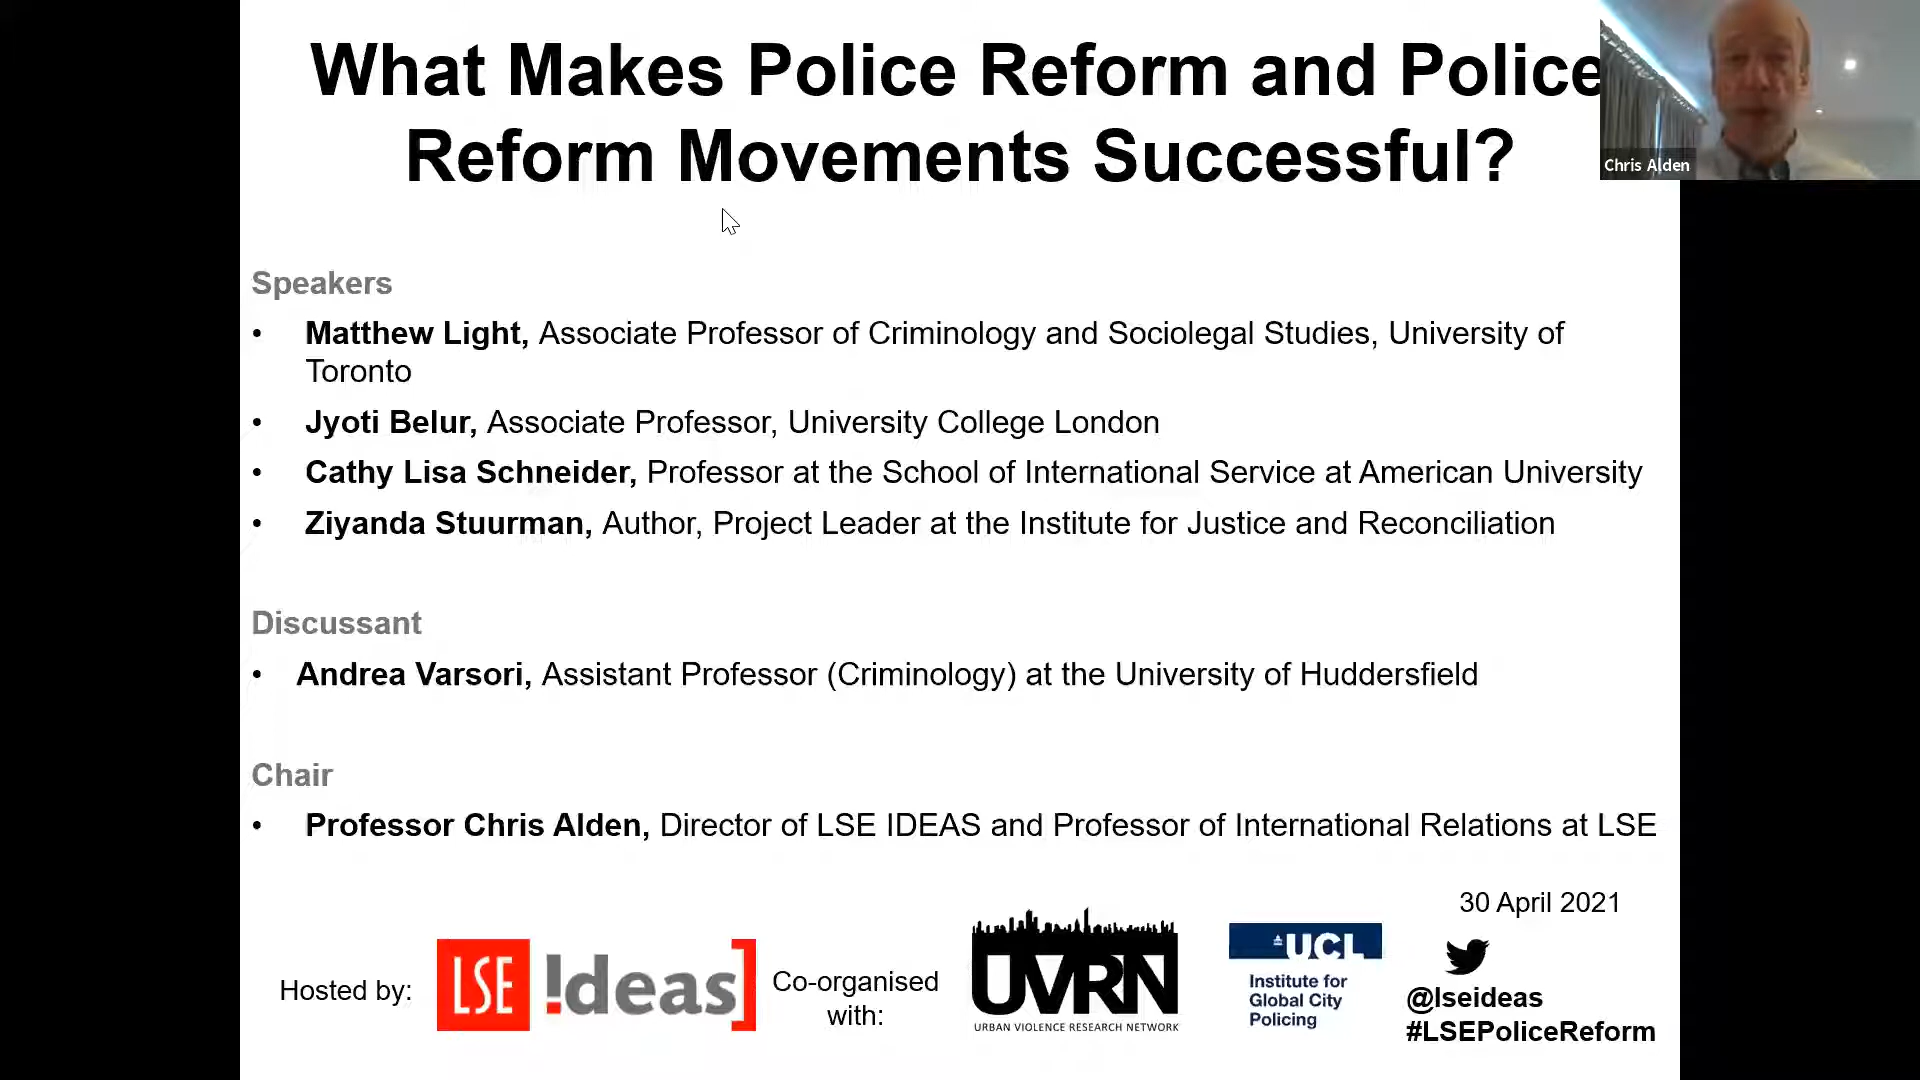 What Makes Police Reform and Police
Reform Movements Successful?
Chris Alden
Speakers
• Matthew Light, Associate Professor of Criminology and Sociolegal Studies, University of
Toronto
• Jyoti Belur, Associate Professor, University College London
• Cathy Lisa Schneider, Professor at the School of International Service at American University
• Ziyanda Stuurman, Author, Project Leader at the Institute for Justice and Reconciliation
Discussant
• Andrea Varsori, Assistant Professor (Criminology) at the University of Huddersfield
Chair
• Professor Chris Alden, Director of LSE IDEAS and Professor of International Relations at LSE
30 April 2021
Hosted by:
LSE !deas]
Co-organised
with:
UVRN
URBAN VIOLENCE RESEARCH NETWORK
UCL
Institute for
Global City
Policing
@lseideas
#LSEPoliceReform